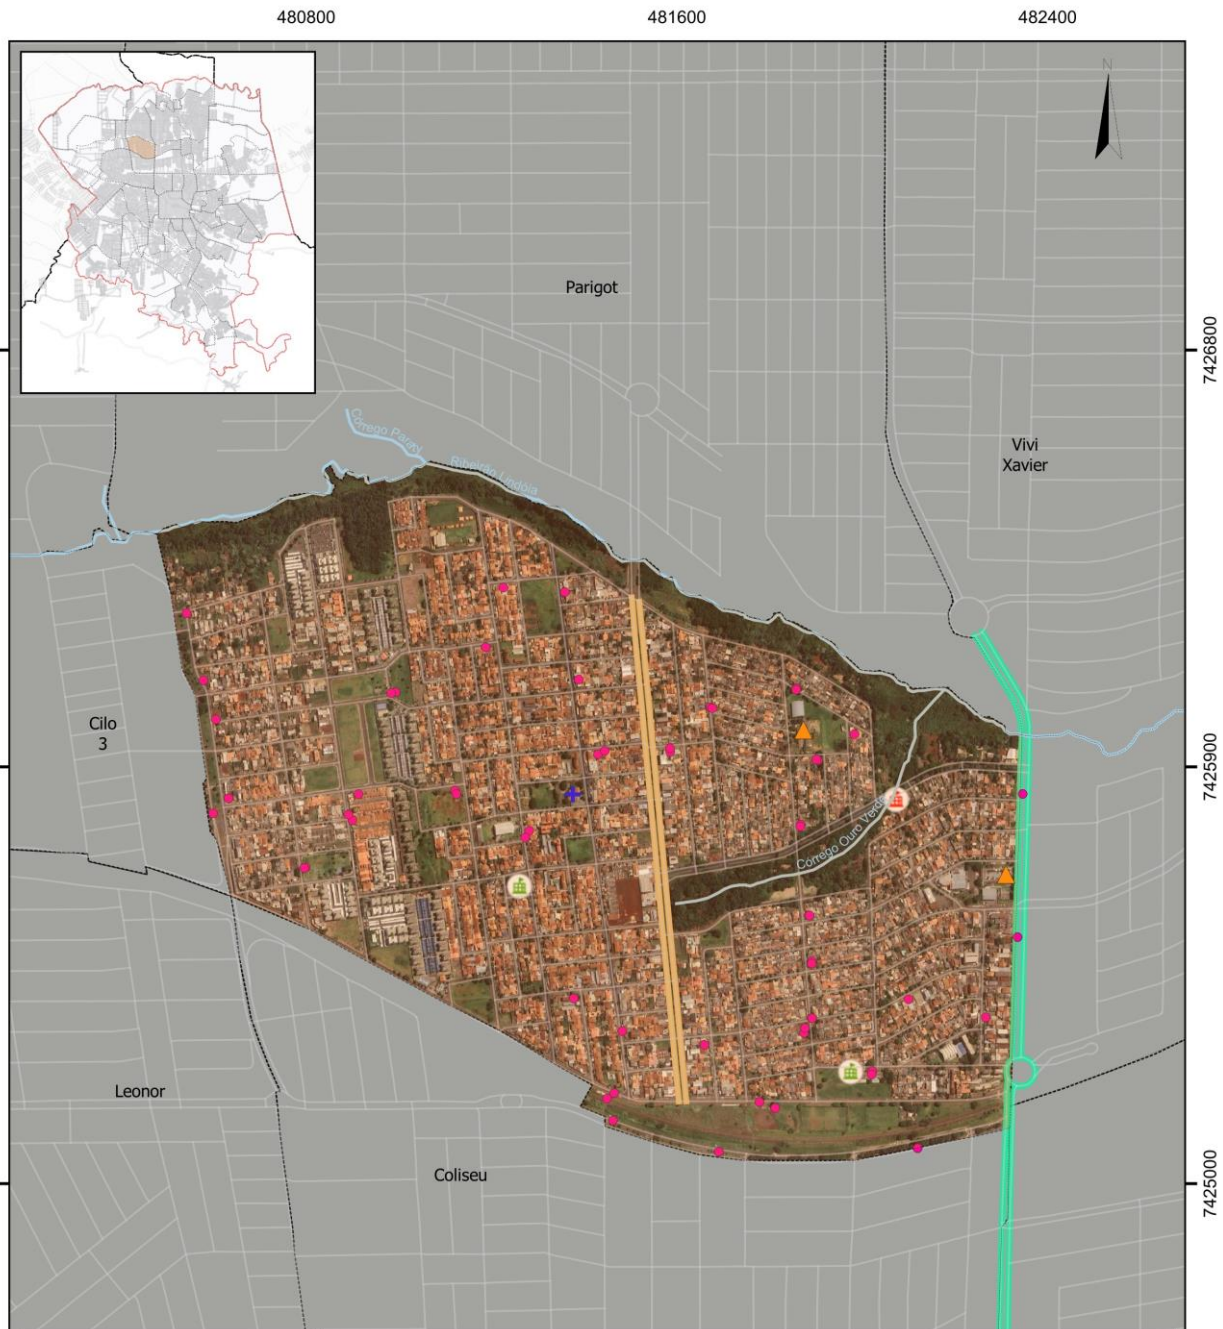 480800
481600
482400
N
Parigot
7426800
Vivi
Xavier
Córrego Parati
Ribeirão Lindóia
Cilo
3
7425900
Córrego Ouro Verde
Leonor
Coliseu
7425000